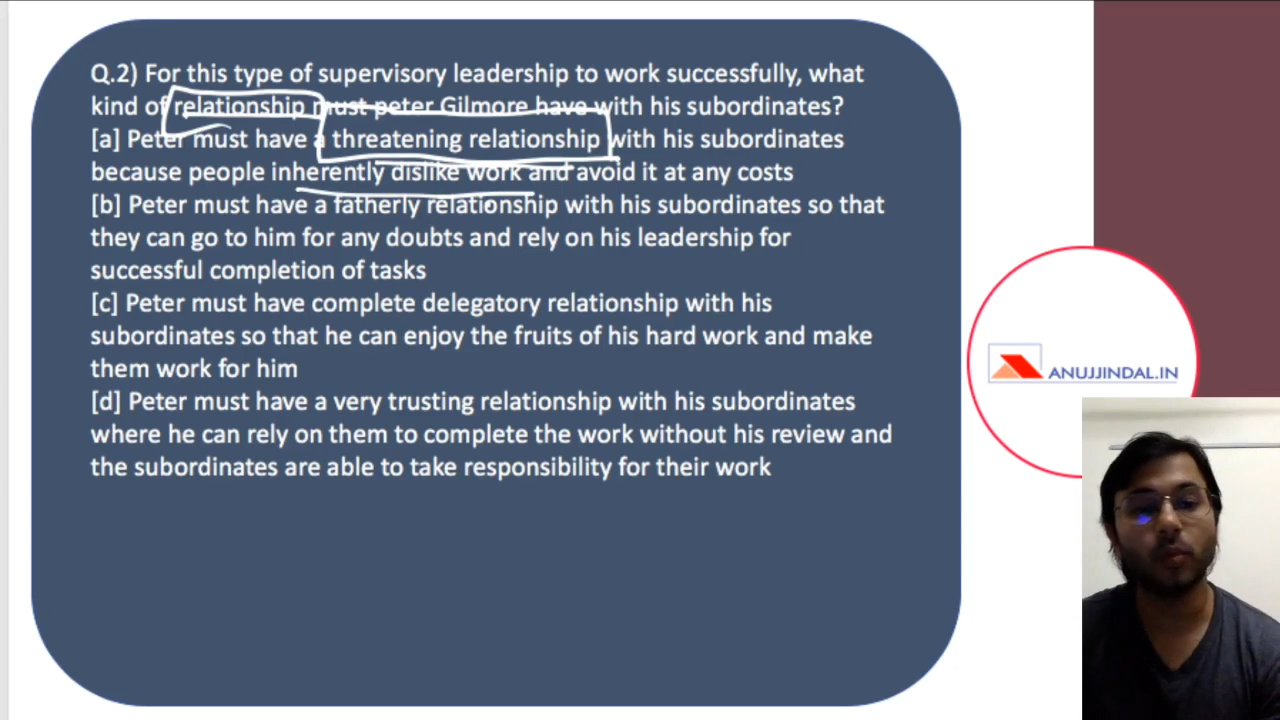 Q.2) For this type of supervisory leadership to work successfully, what
kind of relationship must peter Gilmore have with his subordinates?
[a] Peter must have a threatening relationship with his subordinates
because people inherently dislike work and avoid it at any costs
[b] Peter must have a fatherly relationship with his subordinates so that
they can go to him for any doubts and rely on his leadership for
successful completion of tasks
[c] Peter must have complete delegatory relationship with his
subordinates so that he can enjoy the fruits of his hard work and make
them work for him
[d] Peter must have a very trusting relationship with his subordinates
where he can rely on them to complete the work without his review and
the subordinates are able to take responsibility for their work
ANUJJINDAL.IN